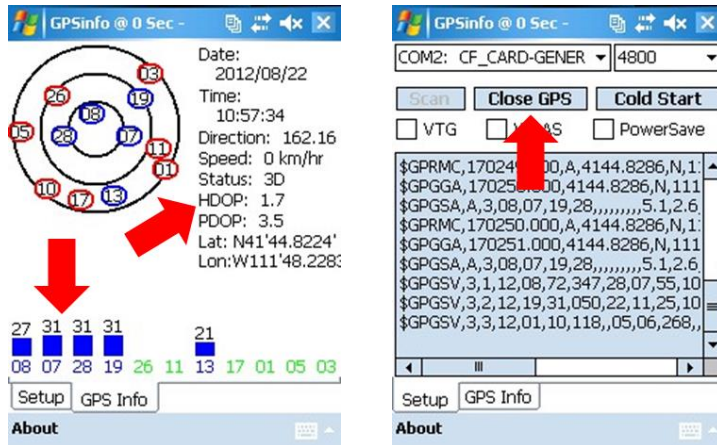 GPSinfo @ 0 Sec -
03
26
19
08
05
28
07
11
01
10
17
13
Date:
2012/08/22
Time:
10:57:34
Direction: 162.16
Speed: 0 km/hr
Status: 3D
HDOP: 1.7
PDOP: 3.5
Lat: N41'44.8224'
Lon:W111'48.2283
27 31 31 31 21
08 07 28 19 26 11 13 17 01 05 03
Setup GPS Info
About
GPSinfo @ 0 Sec -
COM2: CF_CARD-GENER 4800
Scan Close GPS Cold Start
VTG PowerSave
$GPRMC,170249.000,A,4144.8286,N,1:
$GPGGA,170250.000,4144.8286,N,111
$GPGSA,A,3,08,07,19,28,,,,,,,,,5.1,2.6
$GPRMC,170250.000,A,4144.8286,N,1:
$GPGGA,170251.000,4144.8286,N,111
$GPGSA,A,3,08,07,19,28,,,,,,,,,5.1,2.6
$GPGSV,3,1,12,08,72,347,28,07,55,10
$GPGSV,3,2,12,19,31,050,22,11,25,10
$GPGSV,3,3,12,01,10,118,,05,06,268,,
Setup GPS Info
About